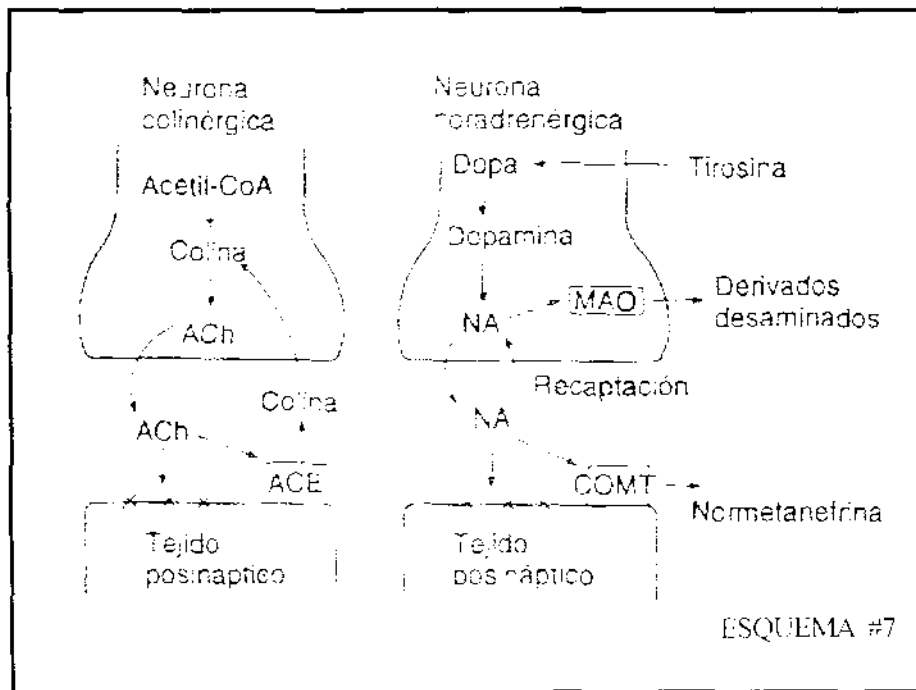 Neurona
colinérgica
Acetil-CoA
Colina
ACh
Colina
ACh
ACE
Tejido
posináptico
Neurona
noradrenérgica
Dopa
Tirosina
Dopamina
NA
MAO
Derivados
desaminados
Recaptación
NA
COMT
Normetanefrina
Tejido
posináptico
ESQUEMA #7